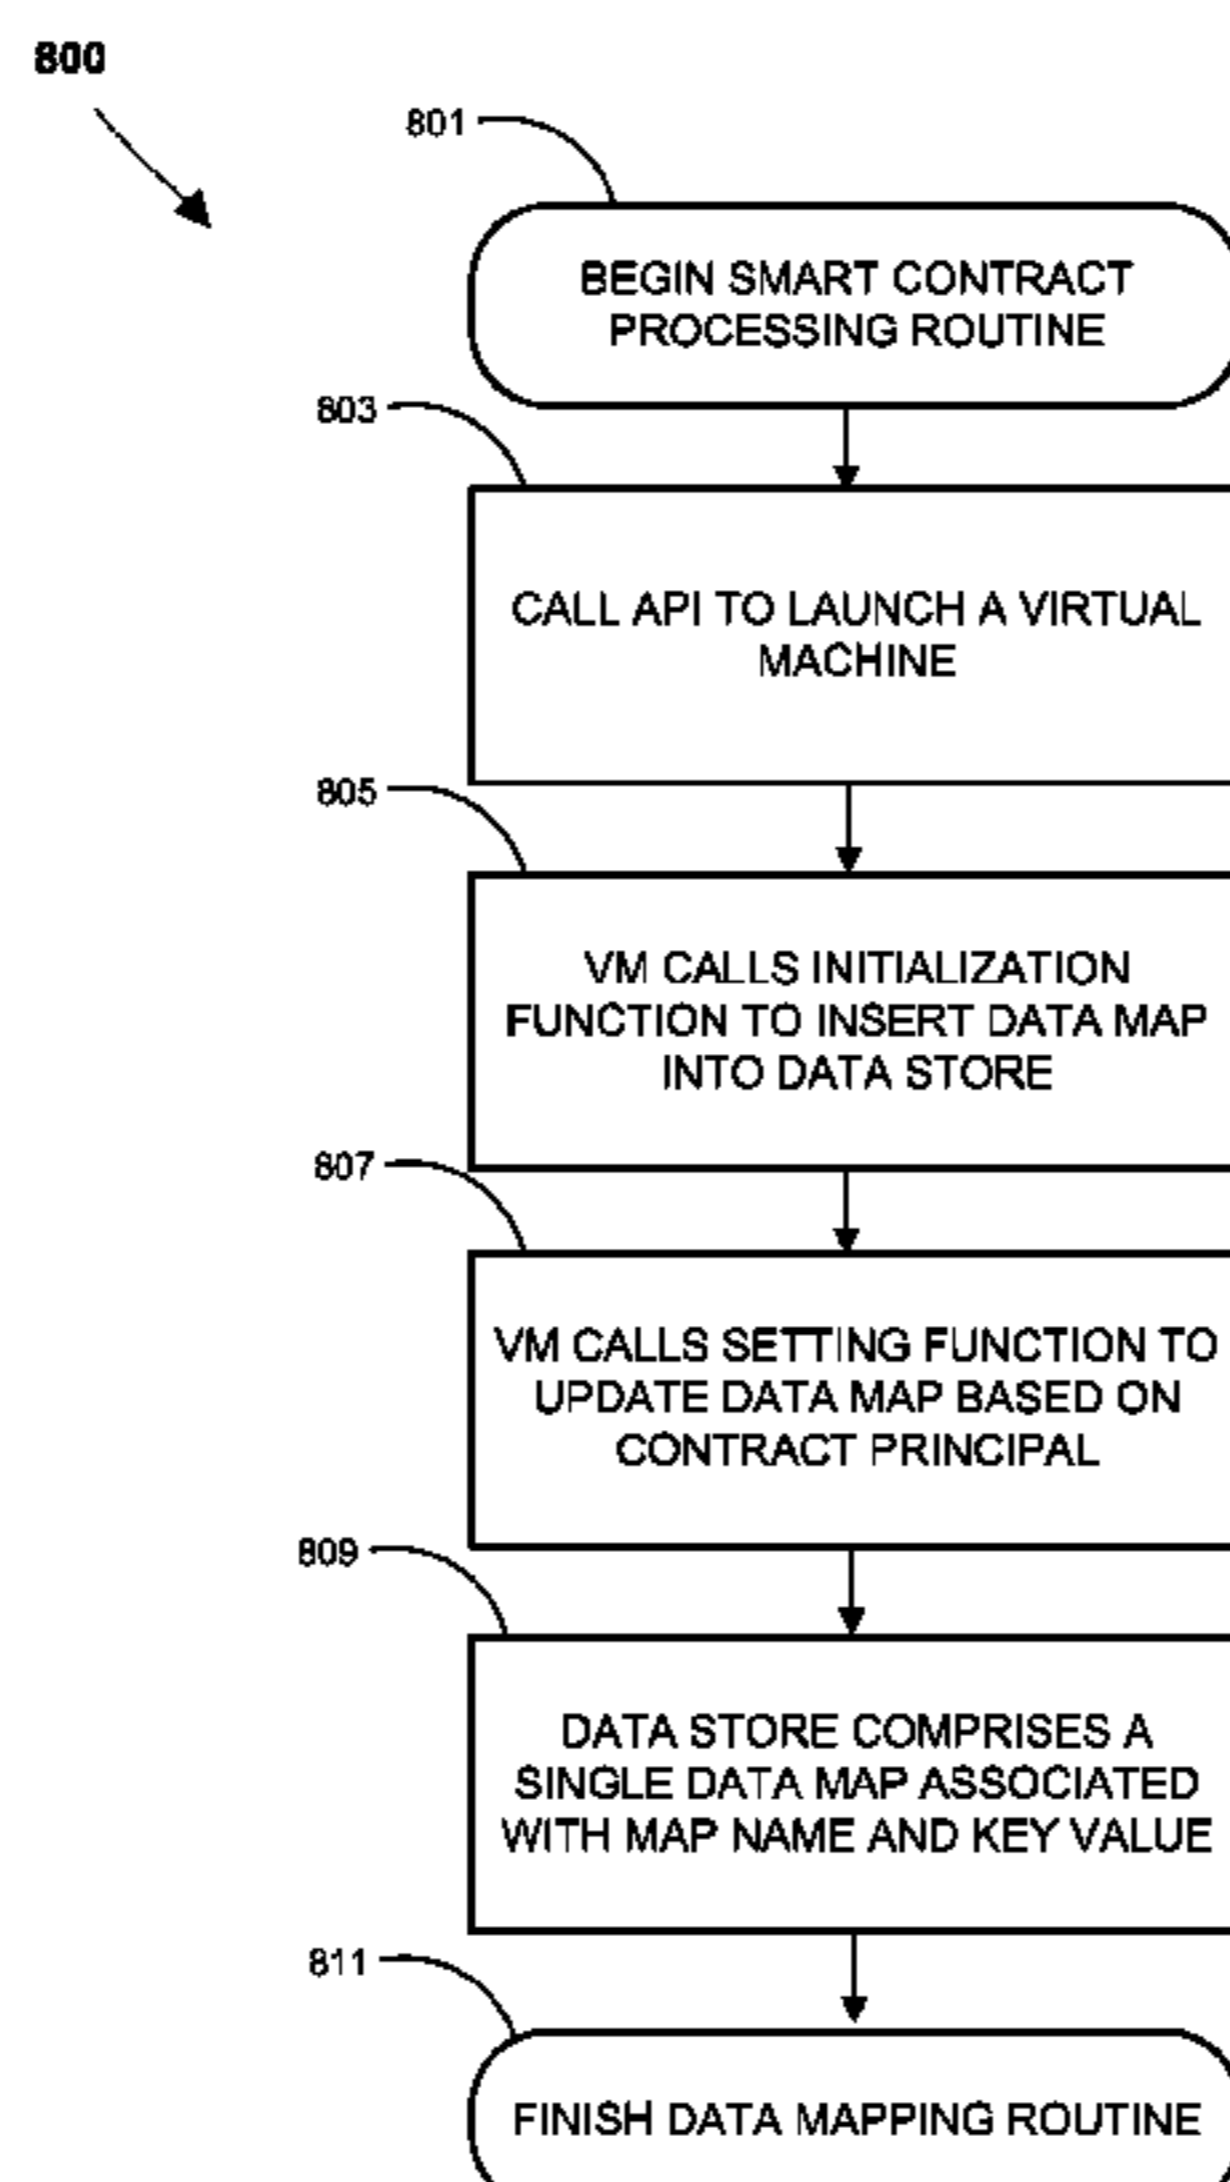 800
801
BEGIN SMART CONTRACT
PROCESSING ROUTINE
803
CALL API TO LAUNCH A VIRTUAL
MACHINE
805
VM CALLS INITIALIZATION
FUNCTION TO INSERT DATA MAP
INTO DATA STORE
807
VM CALLS SETTING FUNCTION TO
UPDATE DATA MAP BASED ON
CONTRACT PRINCIPAL
809
DATA STORE COMPRISES A
SINGLE DATA MAP ASSOCIATED
WITH MAP NAME AND KEY VALUE
811
FINISH DATA MAPPING ROUTINE